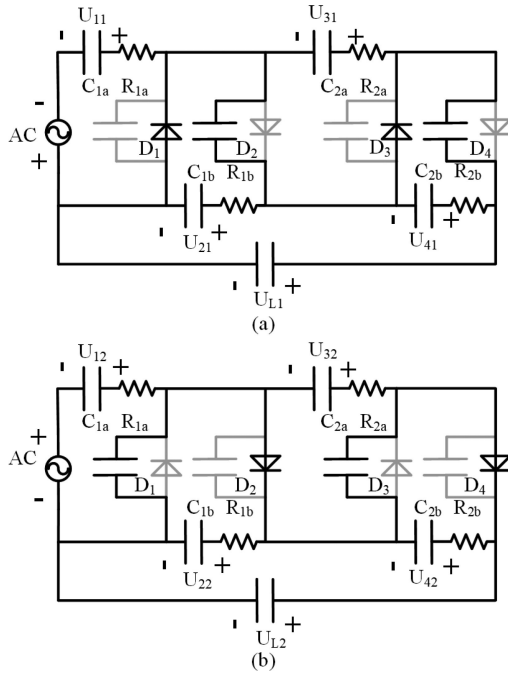 U11 U31
- + - +
C1a R1a C2a R2a
-
AC
+
D1 D2 D3 D4
C1b R1b C2b R2b
- + - +
U21 U41
- +
UL1
(a)
U12 U32
- + - +
C1a R1a C2a R2a
+
AC
-
D1 D2 D3 D4
C1b R1b C2b R2b
- + - +
U22 U42
- +
UL2
(b)